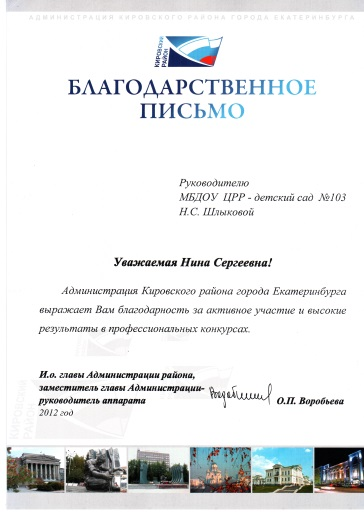 АДМИНИСТРАЦИЯ КИРОВСКОГО РАЙОНА ГОРОДА ЕКАТЕРИНБУРГА
КИРОВСКИЙ
РАЙОН
БЛАГОДАРСТВЕННОЕ
ПИСЬМО
Руководителю
МБДОУ ЦРР - детский сад №103
Н.С. Шлыковой
Уважаемая Нина Сергеевна!
Администрация Кировского района города Екатеринбурга
выражает Вам благодарность за активное участие и высокие
результаты в профессиональных конкурсах.
И.о. главы Администрации района,
заместитель главы Администрации-
руководитель аппарата
О.П. Воробьева
2012 год